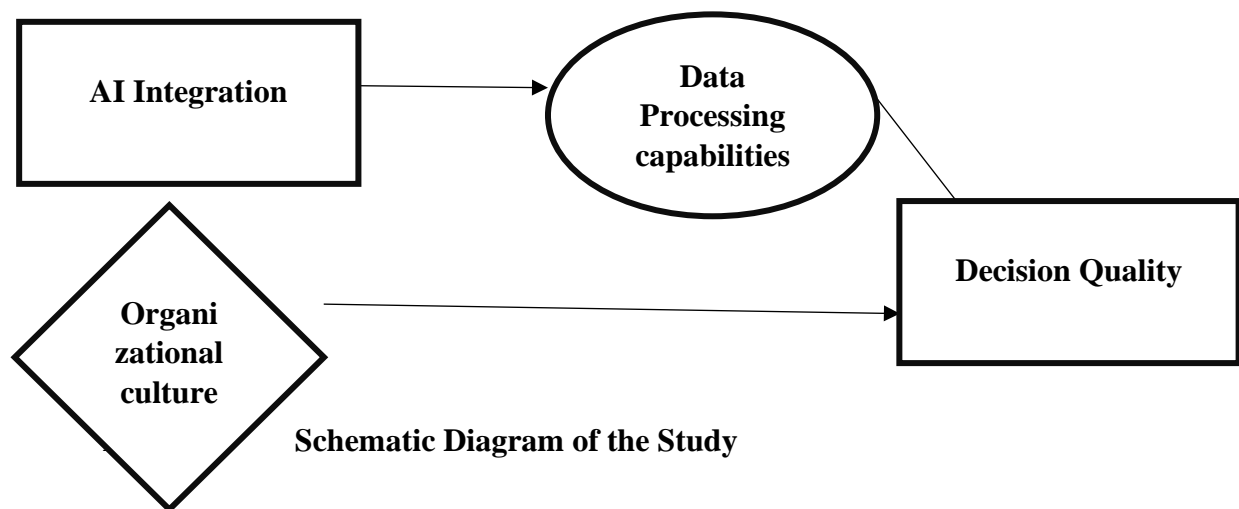 AI Integration
Data
Processing
capabilities
Decision Quality
Organi
zational
culture
Schematic Diagram of the Study